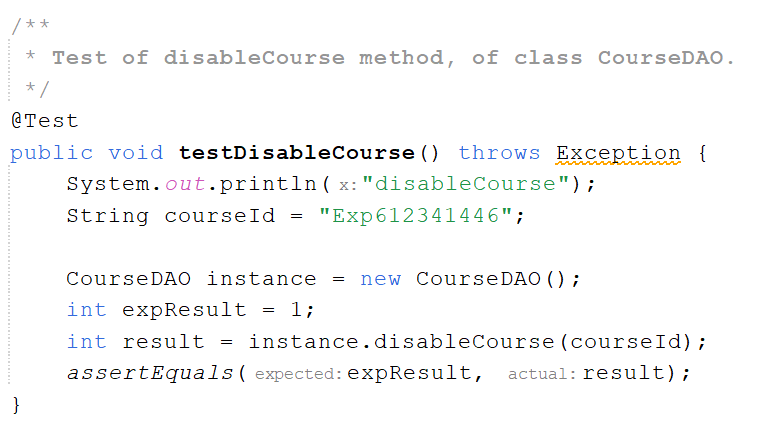 /**
* Test of disableCourse method, of class CourseDAO.
*/
@Test
public void testDisableCourse() throws Exception {
System.out.println( x: "disableCourse");
String courseId = "Exp612341446";
CourseDAO instance = new CourseDAO();
int expResult = 1;
int result = instance.disableCourse(courseId);
assertEquals( expected: expResult, actual: result);
}